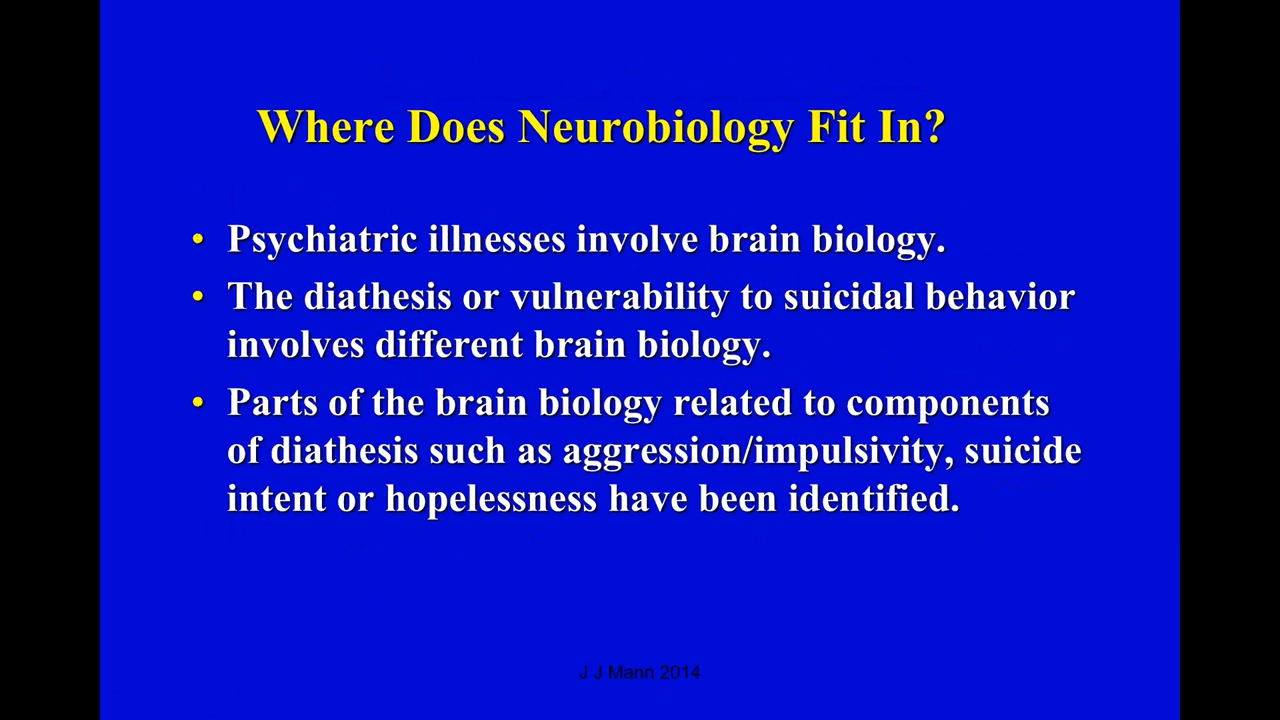 Where Does Neurobiology Fit In?
• Psychiatric illnesses involve brain biology.
• The diathesis or vulnerability to suicidal behavior
involves different brain biology.
• Parts of the brain biology related to components
of diathesis such as aggression/impulsivity, suicide
intent or hopelessness have been identified.
J J Mann 2014